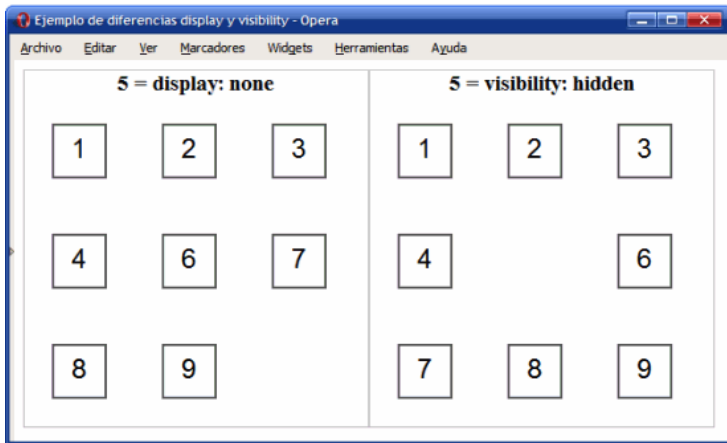 Ejemplo de diferencias display y visibility - Opera
Archivo Editar Ver Marcadores Widgets Herramientas Ayuda
5 = display: none
1 2 3
4 6 7
8 9
5 = visibility: hidden
1 2 3
4 6
7 8 9